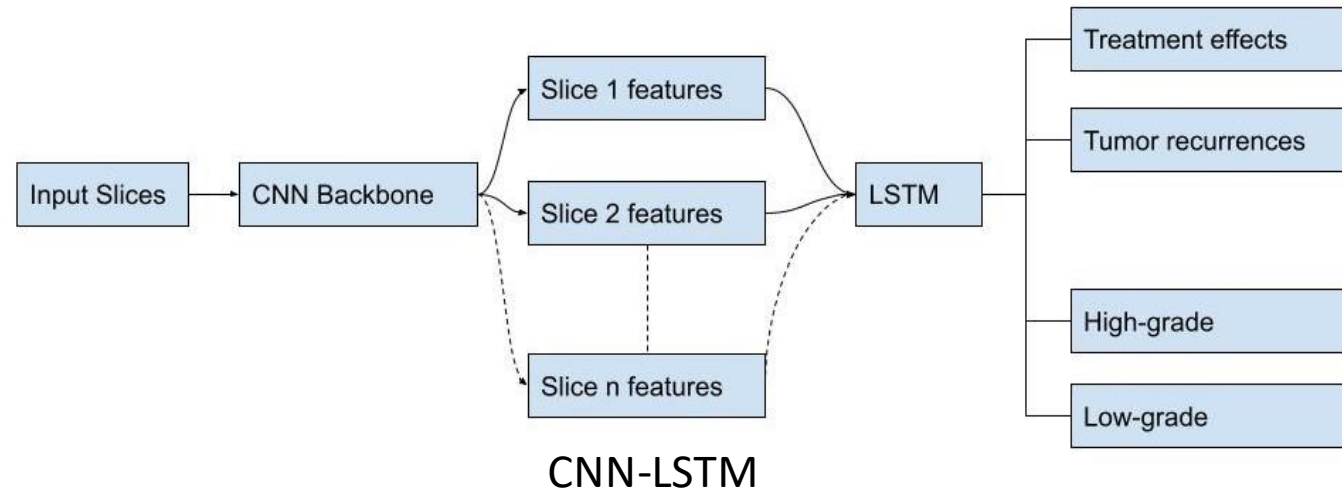 Input Slices
CNN Backbone
Slice 1 features
Slice 2 features
Slice n features
LSTM
Treatment effects
Tumor recurrences
High-grade
Low-grade
CNN-LSTM